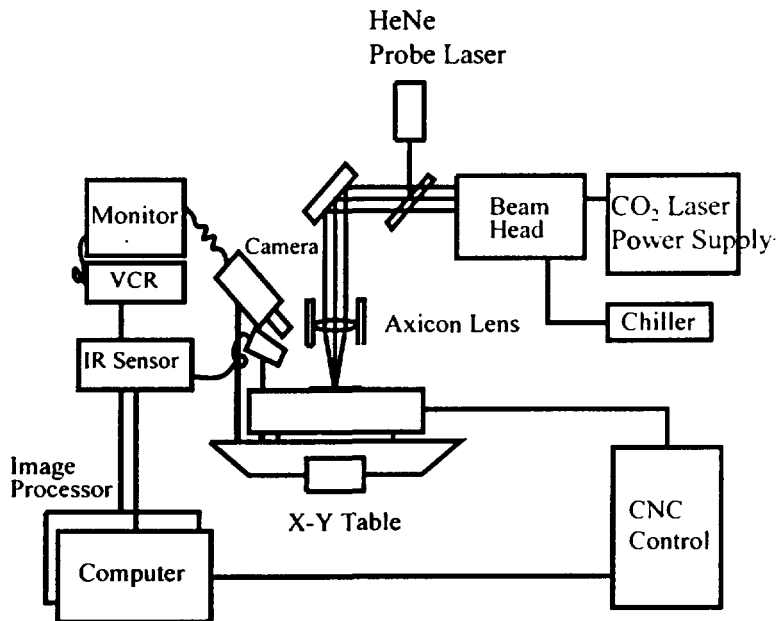 HeNe
Probe Laser
Monitor
VCR
IR Sensor
Camera
Beam
Head
CO₂ Laser
Power Supply
Chiller
Axicon Lens
Image
Processor
X-Y Table
Computer
CNC
Control